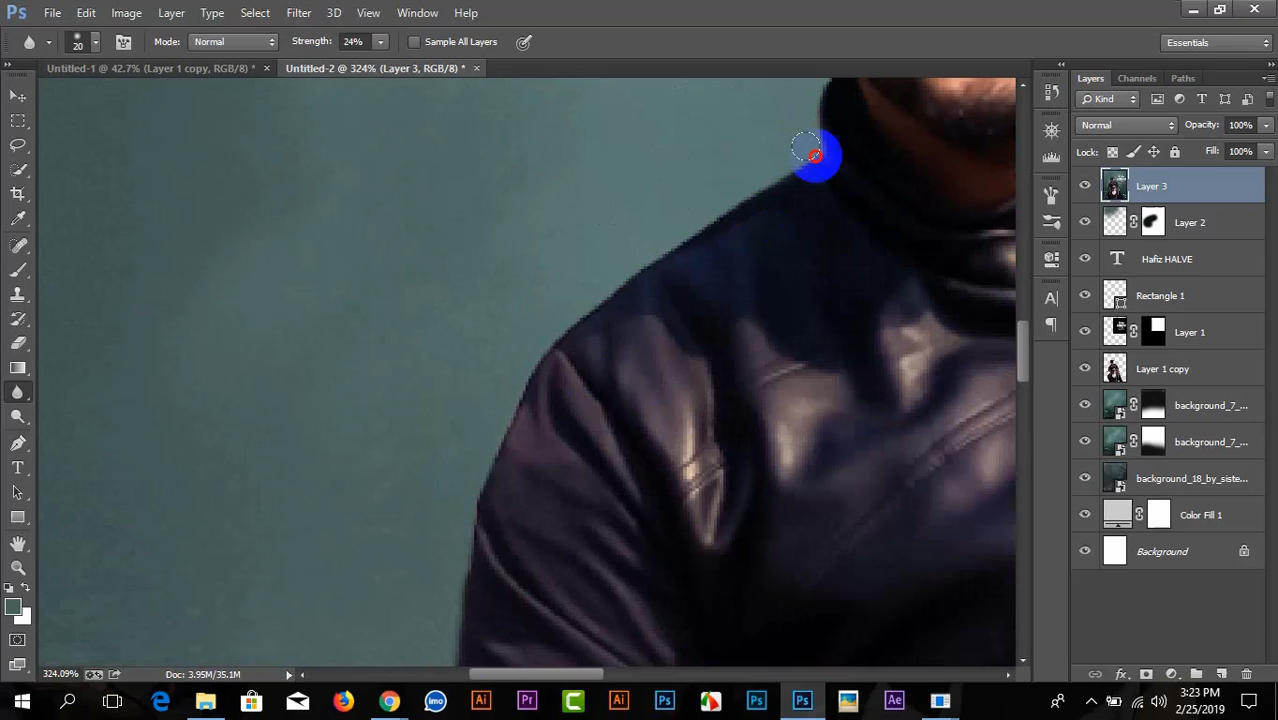 Ps File Edit Image Layer Type Select Filter 3D View Window Help
20 Mode: Normal Strength: 24% Sample All Layers Essentials
Untitled-1 @ 42.7% (Layer 1 copy, RGB/8) * × Untitled-2 @ 324% (Layer 3, RGB/8) * ×
Layers Channels Paths
Kind
Normal Opacity: 100%
Lock: Fill: 100%
Layer 3
Layer 2
T Hafiz HALVE
Rectangle 1
Layer 1
Layer 1 copy
background_7_...
background_7_...
background_18_by_siste...
Color Fill 1
Background
324.09% Doc: 3.95M/35.1M
2:23 PM
2/25/2019